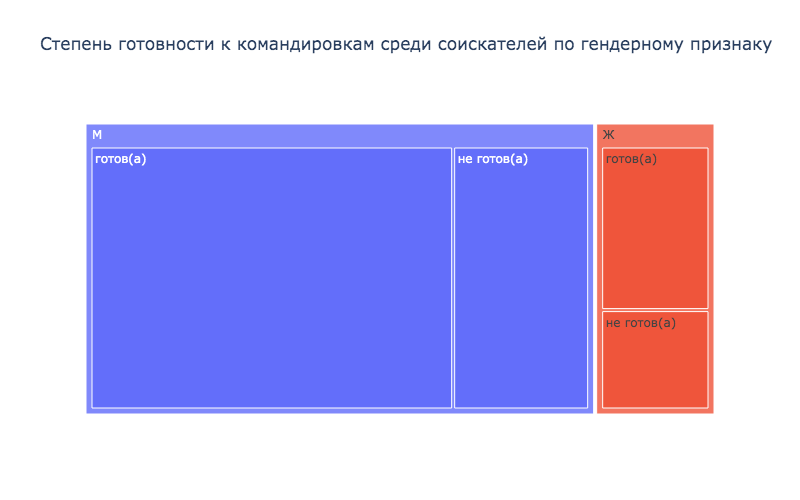 Степень готовности к командировкам среди соискателей по гендерному признаку
М
готов(а)
не готов(а)
Ж
готов(а)
не готов(а)